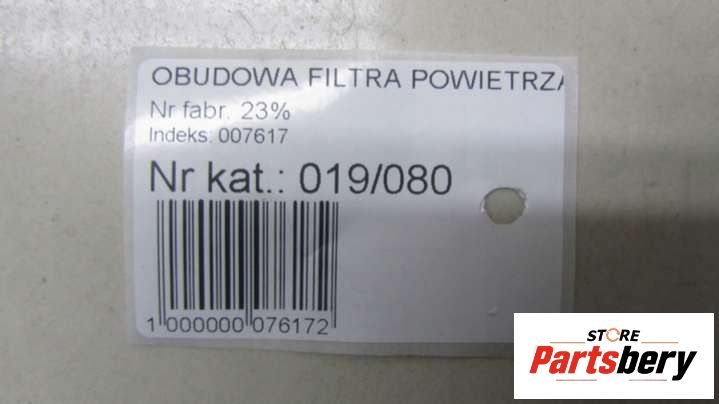 OBUDOWA FILTRA POWIETRZA
Nr fabr. 23%
Indeks: 007617
Nr kat.: 019/080
1 000000 076172
STORE
Partsbery